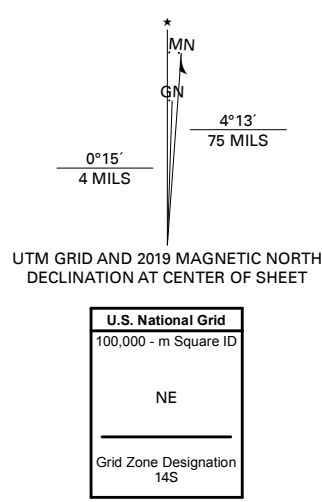 ★
MN
GN
4°13´
75 MILS
0°15´
4 MILS
UTM GRID AND 2019 MAGNETIC NORTH
DECLINATION AT CENTER OF SHEET
U.S. National Grid
100,000 - m Square ID
NE
Grid Zone Designation
14S